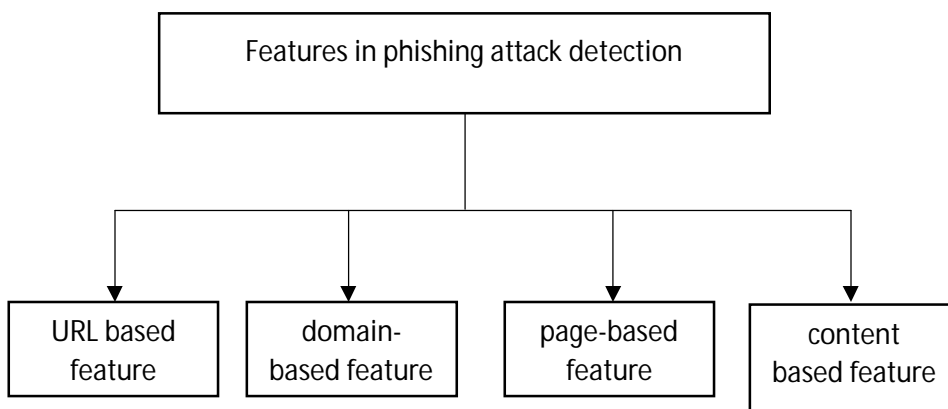 Features in phishing attack detection
URL based
feature
domain-
based feature
page-based
feature
content
based feature